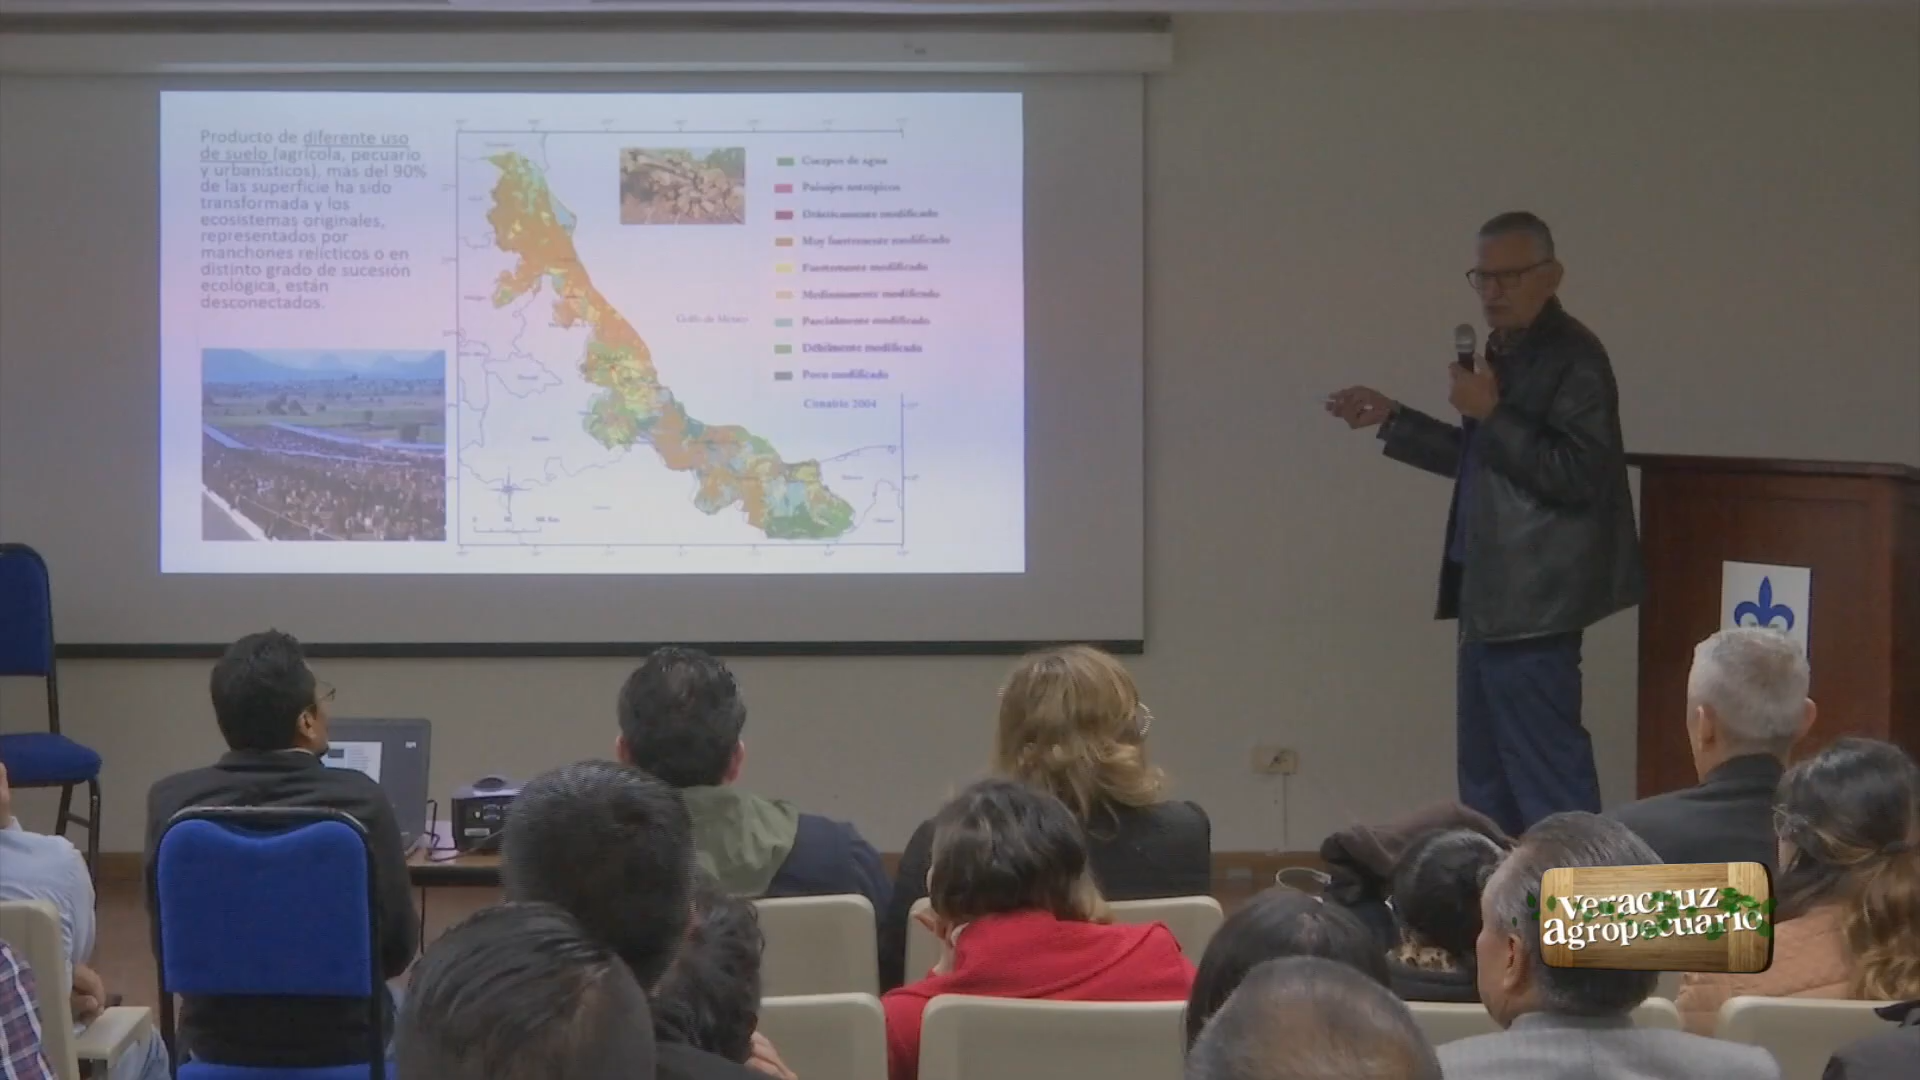 Producto de diferente uso
de suelo (agrícola, pecuario
y urbanísticos), más del 90%
de las superficie ha sido
transformada y los
ecosistemas originales,
representados por
manchones relícticos o en
distinto grado de sucesión
ecológica, están
desconectados.
Golfo de México
Cuerpos de agua
Paisajes antrópicos
Drásticamente modificado
Muy fuertemente modificado
Fuertemente modificado
Medianamente modificado
Parcialmente modificado
Débilmente modificado
Poco modificado
2004
veracruz
agropecuario